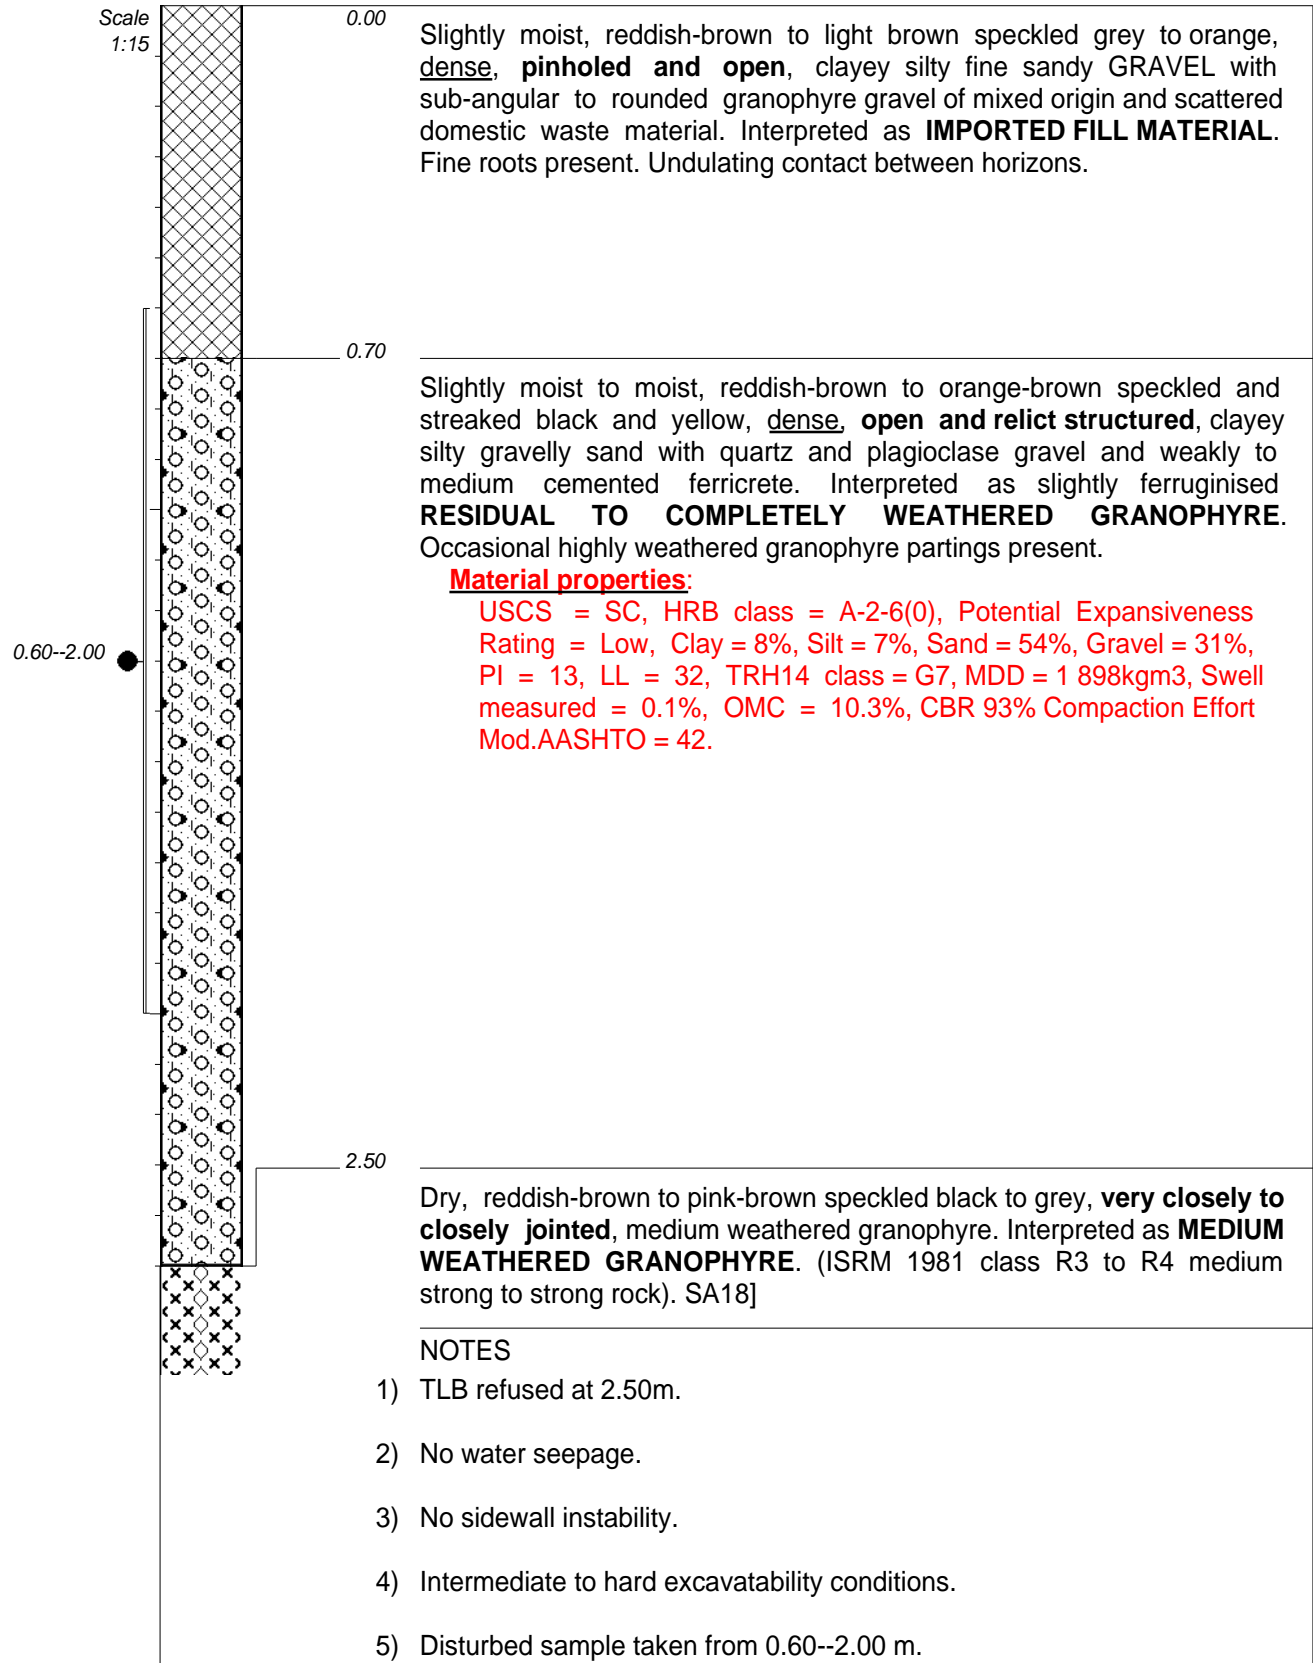 Scale
1:15
0.00
Slightly moist, reddish-brown to light brown speckled grey to orange,
dense, pinholed and open, clayey silty fine sandy GRAVEL with
sub-angular to rounded granophyre gravel of mixed origin and scattered
domestic waste material. Interpreted as IMPORTED FILL MATERIAL.
Fine roots present. Undulating contact between horizons.
0.70
Slightly moist to moist, reddish-brown to orange-brown speckled and
streaked black and yellow, dense, open and relict structured, clayey
silty gravelly sand with quartz and plagioclase gravel and weakly to
medium cemented ferricrete. Interpreted as slightly ferruginised
RESIDUAL TO COMPLETELY WEATHERED GRANOPHYRE.
Occasional highly weathered granophyre partings present.
Material properties:
USCS = SC, HRB class = A-2-6(0), Potential Expansiveness
Rating = Low, Clay = 8%, Silt = 7%, Sand = 54%, Gravel = 31%,
PI = 13, LL = 32, TRH14 class = G7, MDD = 1 898kgm3, Swell
measured = 0.1%, OMC = 10.3%, CBR 93% Compaction Effort
Mod.AASHTO = 42.
0.60--2.00
2.50
Dry, reddish-brown to pink-brown speckled black to grey, very closely to
closely jointed, medium weathered granophyre. Interpreted as MEDIUM
WEATHERED GRANOPHYRE. (ISRM 1981 class R3 to R4 medium
strong to strong rock). SA18]
NOTES
1) TLB refused at 2.50m.
2) No water seepage.
3) No sidewall instability.
4) Intermediate to hard excavatability conditions.
5) Disturbed sample taken from 0.60--2.00 m.